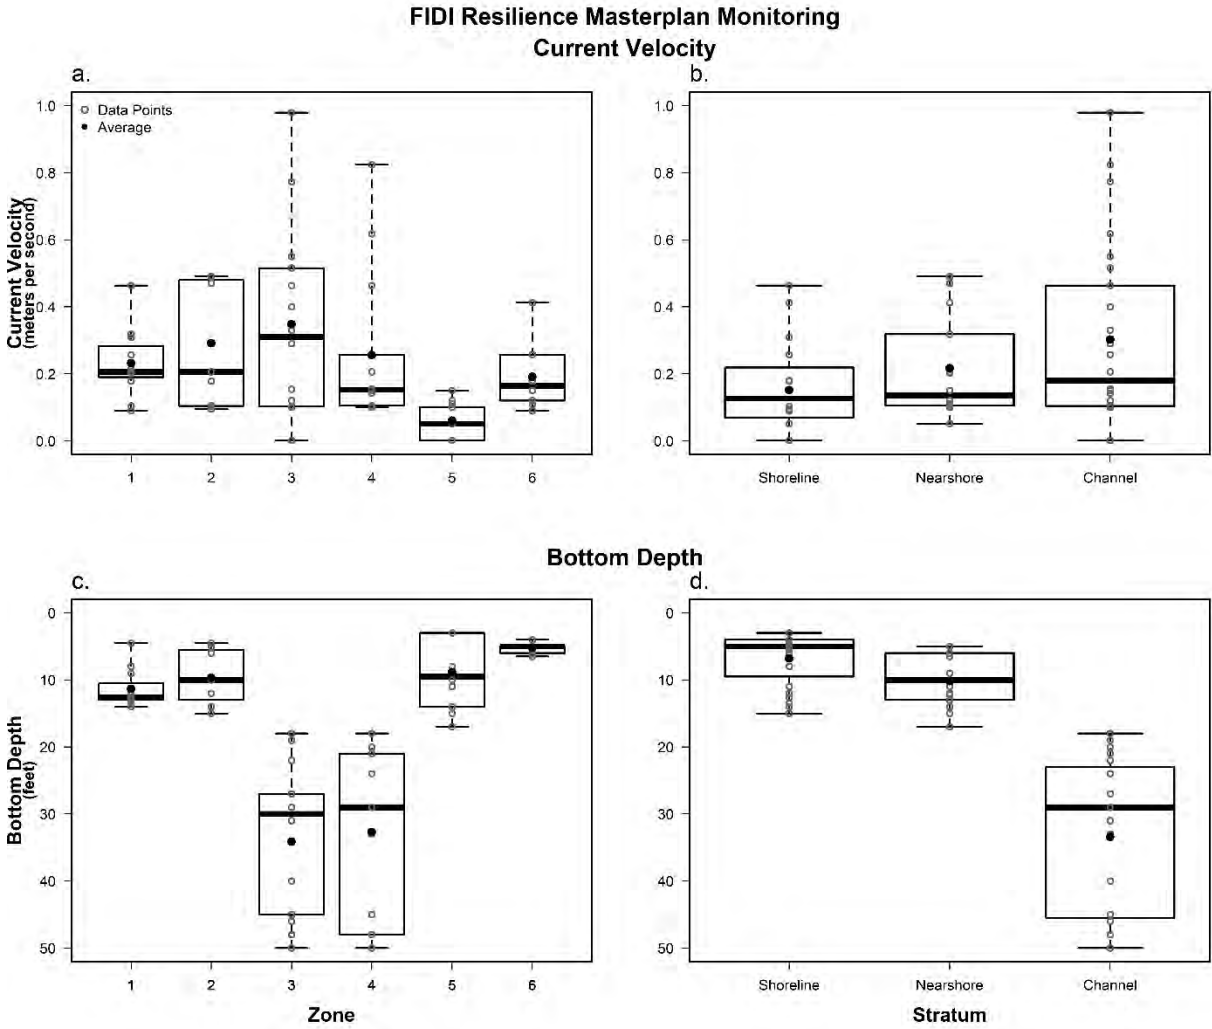 FIDI Resilience Masterplan Monitoring
Current Velocity
a.
b.
Data Points
Average
Current Velocity
(meters per second)
1.0
0.8
0.6
0.4
0.2
0.0
1 2 3 4 5 6
1.0
0.8
0.6
0.4
0.2
0.0
Shoreline Nearshore Channel
Bottom Depth
c.
d.
Bottom Depth
(feet)
0
10
20
30
40
50
1 2 3 4 5 6
Zone
0
10
20
30
40
50
Shoreline Nearshore Channel
Stratum